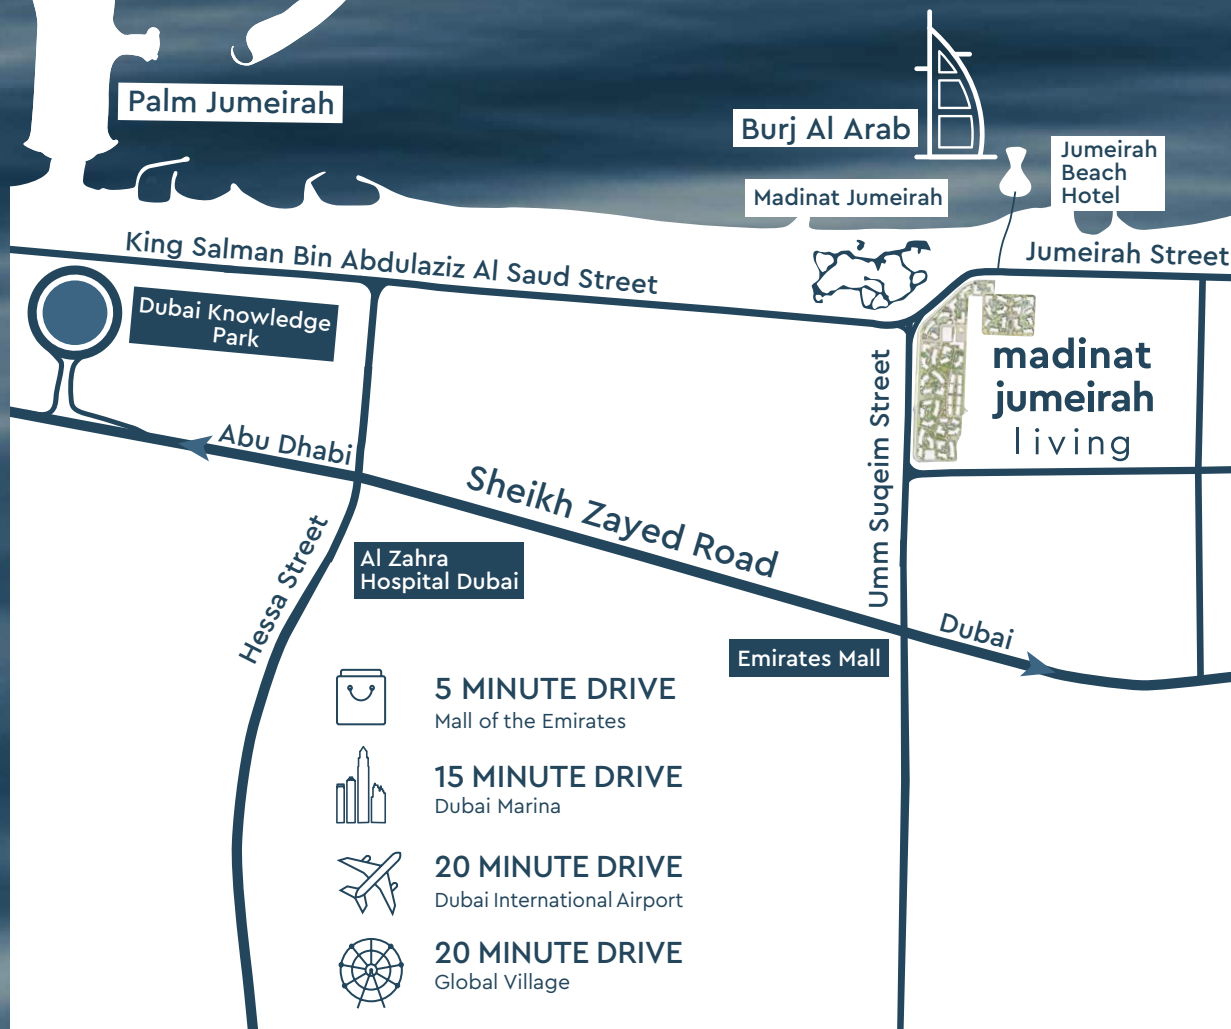 Palm Jumeirah
Burj Al Arab
Jumeirah
Beach
Hotel
Madinat Jumeirah
King Salman Bin Abdulaziz Al Saud Street
Jumeirah Street
Dubai Knowledge
Park
madinat
jumeirah
living
Umm Suqeim Street
Abu Dhabi
Sheikh Zayed Road
Hessa Street
Al Zahra
Hospital Dubai
Dubai
Emirates Mall
5 MINUTE DRIVE
Mall of the Emirates
15 MINUTE DRIVE
Dubai Marina
20 MINUTE DRIVE
Dubai International Airport
20 MINUTE DRIVE
Global Village